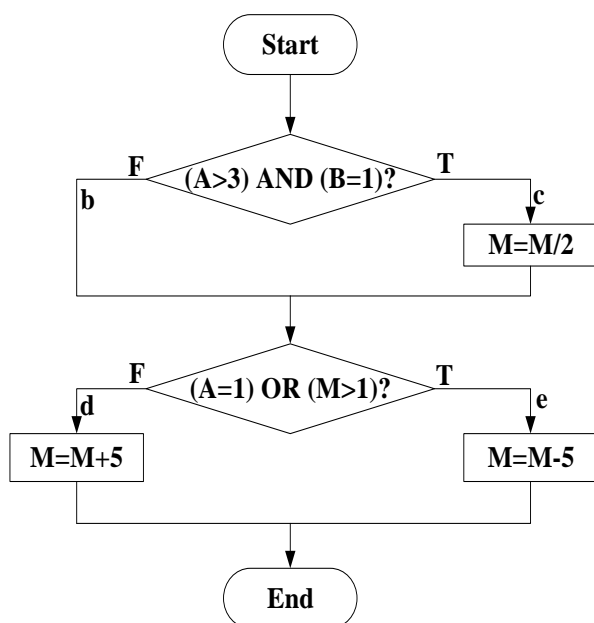 Start
F
(A>3) AND (B=1)?
T
b
c
M=M/2
F
(A=1) OR (M>1)?
T
d
e
M=M+5
M=M-5
End